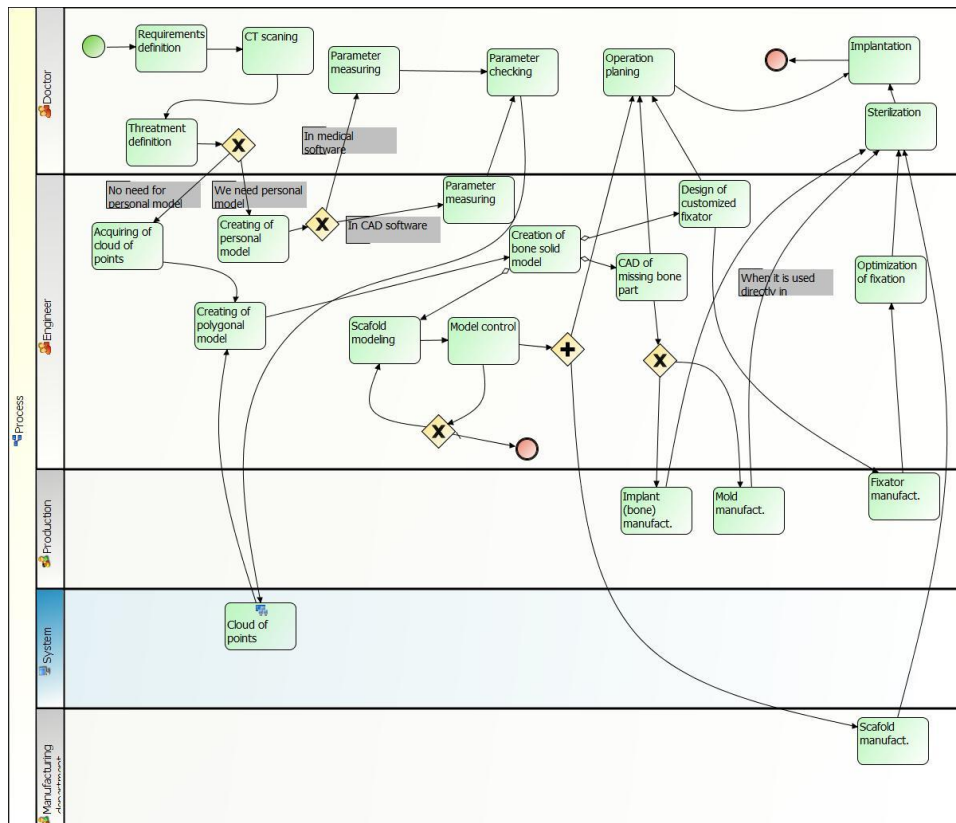 Process
Doctor
Requirements
definition
CT scaning
Parameter
measuring
Parameter
checking
Operation
planing
Implantation
Threatment
definition
In medical
software
Sterilization
Engineer
No need for
personal model
We need personal
model
Parameter
measuring
Design of
customized
fixator
Acquiring of
cloud of
points
Creating of
personal model
In CAD software
Creation of
bone solid
model
CAD of
missing bone
part
When it is used
directly in
Optimization
of fixation
Creating of
polygonal
model
Scafold
modeling
Model control
Production
Implant
(bone)
manufact.
Mold
manufact.
Fixator
manufact.
System
Cloud of
points
Manufacturing
department
Scafold
manufact.